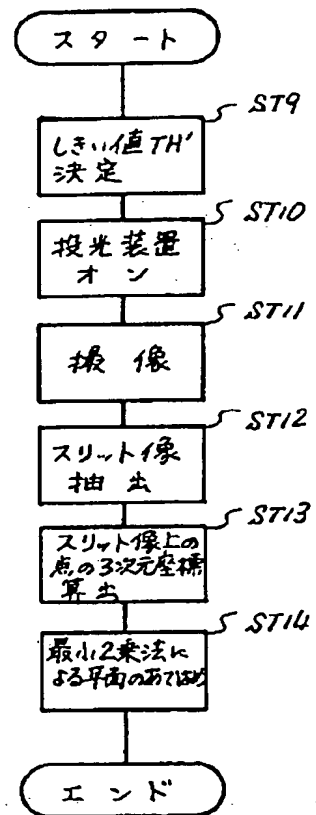 スタート
ST9
しきい値TH'
決定
ST10
投光装置
オン
ST11
撮像
ST12
スリット像
抽出
ST13
スリット像上の
点の3次元座標
算出
ST14
最小2乗法に
よる平面のあてはめ
エンド